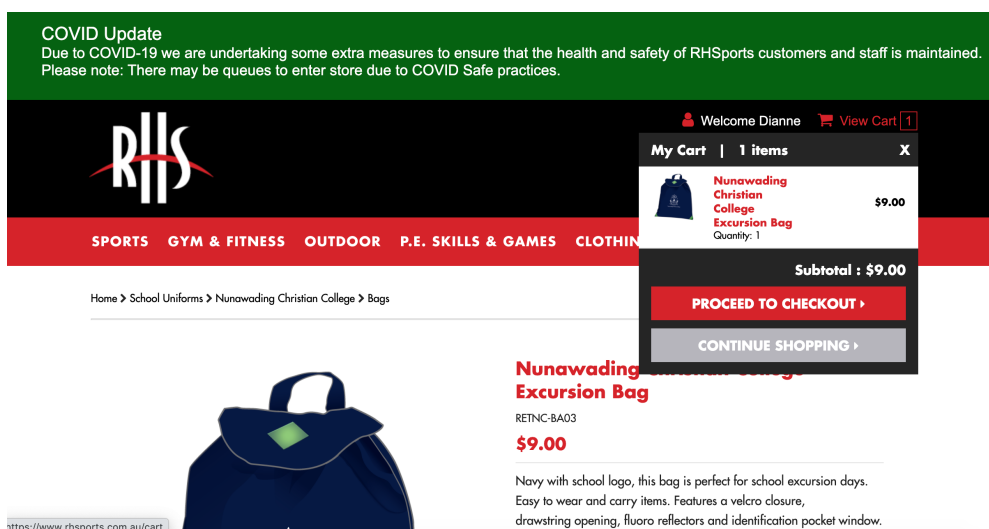 COVID Update
Due to COVID-19 we are undertaking some extra measures to ensure that the health and safety of RHSports customers and staff is maintained.
Please note: There may be queues to enter store due to COVID Safe practices.
RHS
Welcome Dianne View Cart 1
My Cart | 1 items X
Nunawading
Christian
College
Excursion Bag
$9.00
Quantity: 1
Subtotal : $9.00
PROCEED TO CHECKOUT
CONTINUE SHOPPING
SPORTS GYM & FITNESS OUTDOOR P.E. SKILLS & GAMES CLOTHIN
Home > School Uniforms > Nunawading Christian College > Bags
Nunawading Christian College
Excursion Bag
RETNC-BA03
$9.00
Navy with school logo, this bag is perfect for school excursion days.
Easy to wear and carry items. Features a velcro closure,
drawstring opening, fluoro reflectors and identification pocket window.
https://www.rhsports.com.au/cart